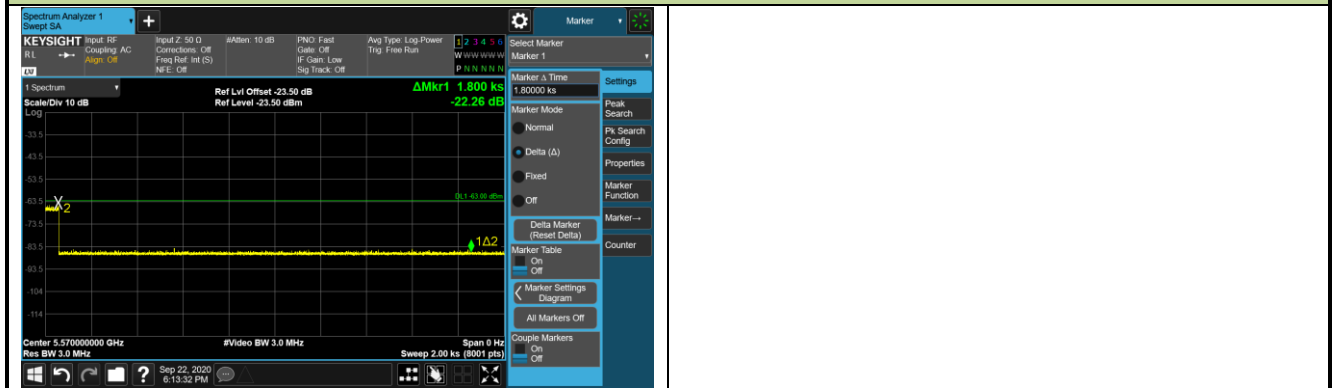 Spectrum Analyzer 1
Swept SA
Marker
KEYSIGHT
RL
LXI
Input: RF
Coupling: AC
Align: Off
Input Z: 50 Ω
Corrections: Off
Freq Ref: Int (S)
NFE: Off
#Atten: 10 dB
PNO: Fast
Gate: Off
IF Gain: Low
Sig Track: Off
Avg Type: Log-Power
Trig: Free Run
1 2 3 4 5 6
W W W W W W
P N N N N N
Select Marker
Marker 1
1 Spectrum
Scale/Div 10 dB
Log
Ref Lvl Offset -23.50 dB
Ref Level -23.50 dBm
ΔMkr1 1.800 ks
-22.26 dB
-33.5
-43.5
-53.5
-63.5
-73.5
-83.5
-93.5
-104
-114
DL1 -63.00 dBm
X2
1Δ2
Center 5.570000000 GHz
Res BW 3.0 MHz
#Video BW 3.0 MHz
Span 0 Hz
Sweep 2.00 ks (8001 pts)
Marker Δ Time
1.80000 ks
Marker Mode
Normal
Delta (Δ)
Fixed
Off
Delta Marker
(Reset Delta)
Marker Table
On
Off
Marker Settings
Diagram
All Markers Off
Couple Markers
On
Off
Settings
Peak
Search
Pk Search
Config
Properties
Marker
Function
Marker→
Counter
?
Sep 22, 2020
6:13:32 PM